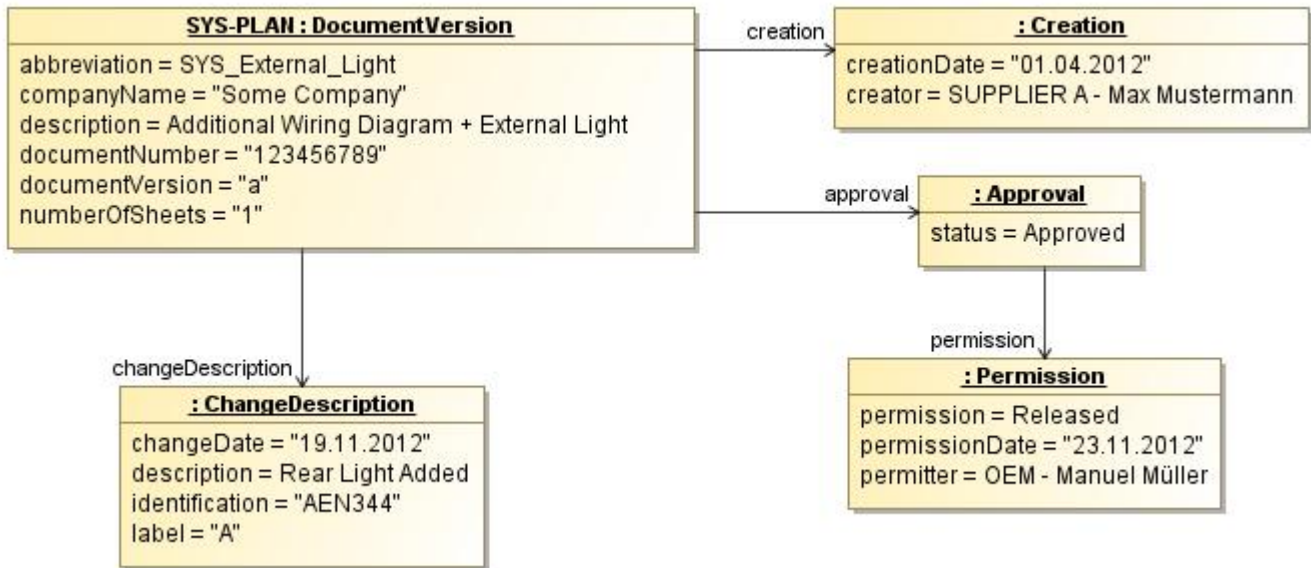 SYS-PLAN : DocumentVersion
abbreviation = SYS_External_Light
companyName = "Some Company"
description = Additional Wiring Diagram + External Light
documentNumber = "123456789"
documentVersion = "a"
numberOfSheets = "1"
creation
: Creation
creationDate = "01.04.2012"
creator = SUPPLIER A - Max Mustermann
approval
: Approval
status = Approved
changeDescription
: ChangeDescription
changeDate = "19.11.2012"
description = Rear Light Added
identification = "AEN344"
label = "A"
permission
: Permission
permission = Released
permissionDate = "23.11.2012"
permitter = OEM - Manuel Müller